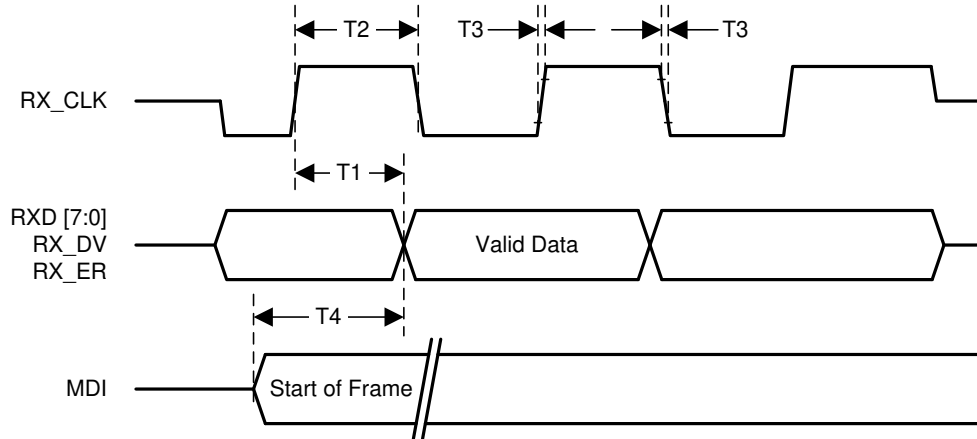 T2
T3
T3
RX_CLK
T1
RXD [7:0]
RX_DV
Valid Data
RX_ER
T4
MDI
Start of Frame